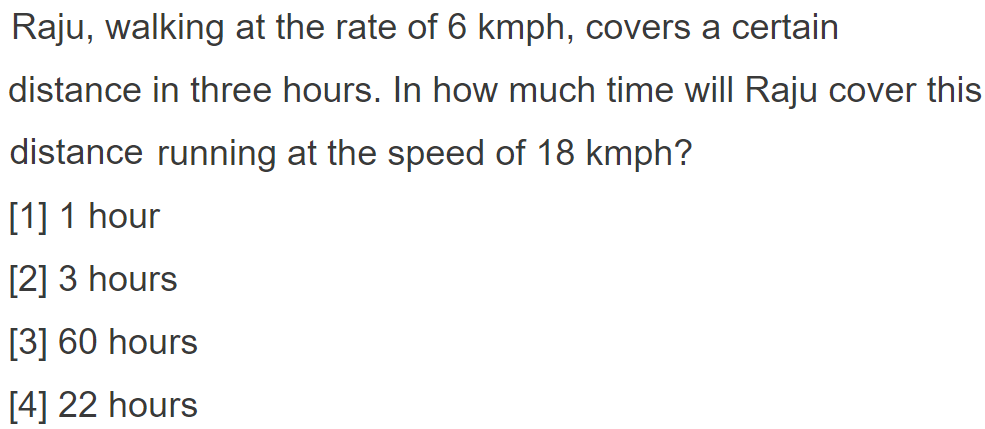 Raju, walking at the rate of 6 kmph, covers a certain
distance in three hours. In how much time will Raju cover this
distance running at the speed of 18 kmph?
[1] 1 hour
[2] 3 hours
[3] 60 hours
[4] 22 hours